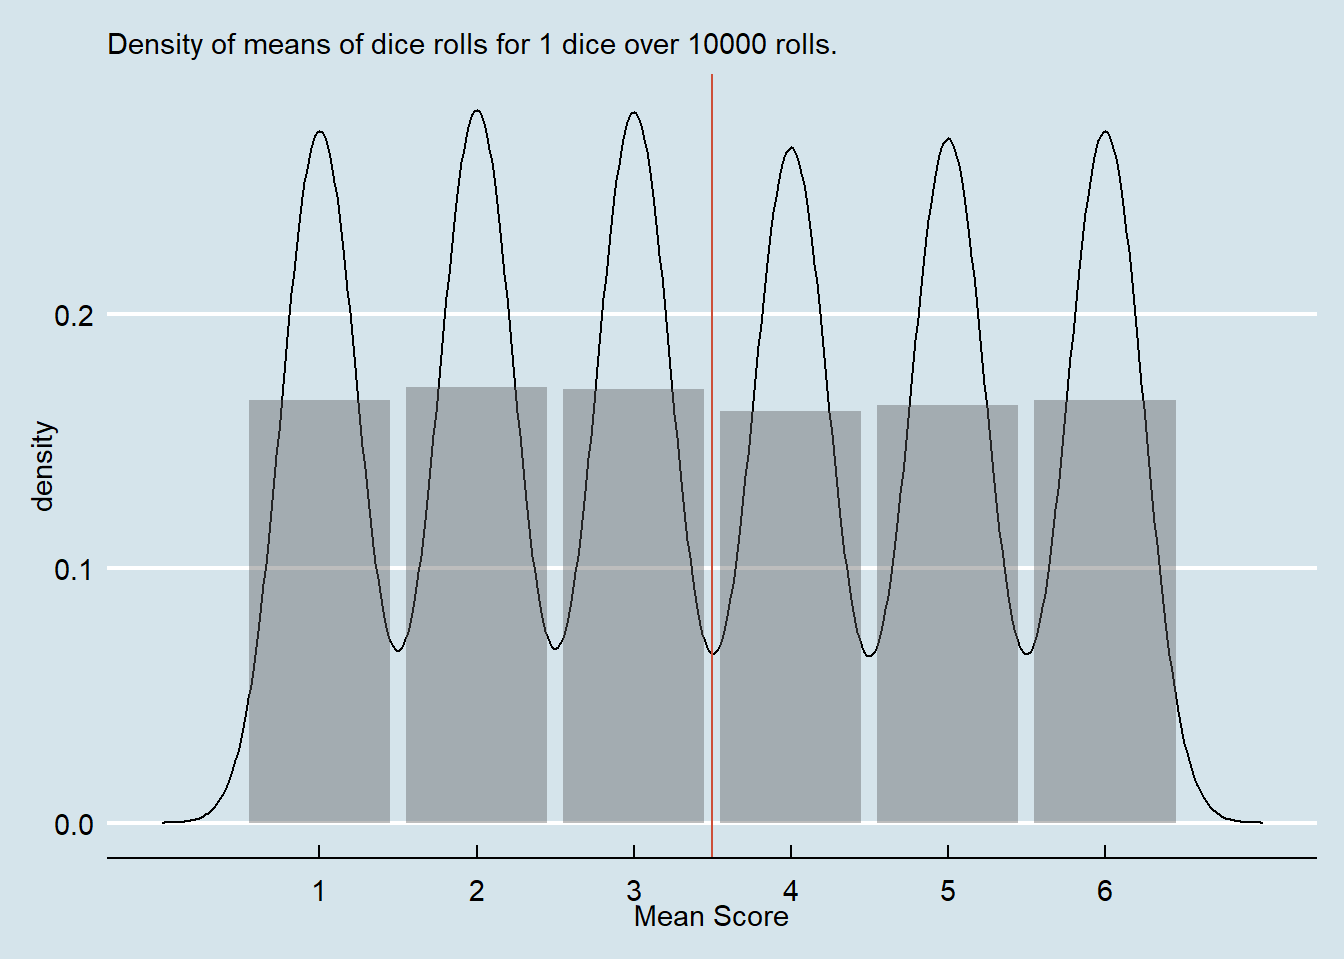 Density of means of dice rolls for 1 dice over 10000 rolls.
0.2
0.1
0.0
density
1 2 3 4 5 6
Mean Score